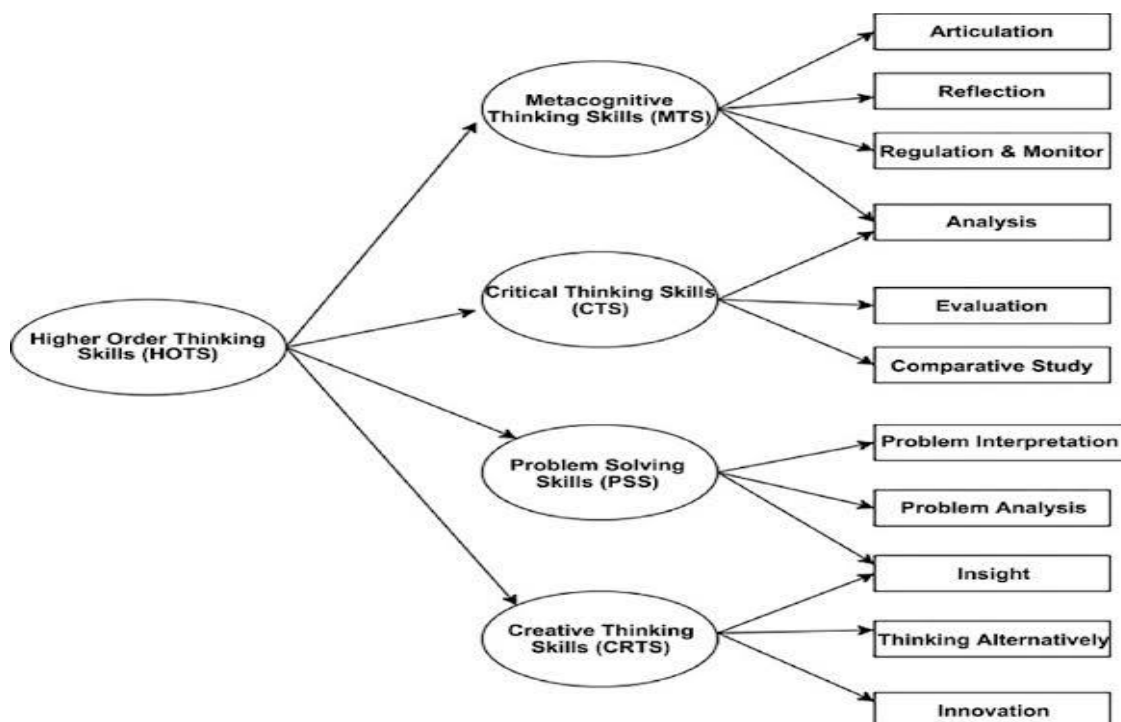 Articulation
Metacognitive
Thinking Skills (MTS)
Reflection
Regulation & Monitor
Analysis
Critical Thinking Skills
(CTS)
Evaluation
Higher Order Thinking
Skills (HOTS)
Comparative Study
Problem Interpretation
Problem Solving
Skills (PSS)
Problem Analysis
Insight
Creative Thinking
Skills (CRTS)
Thinking Alternatively
Innovation